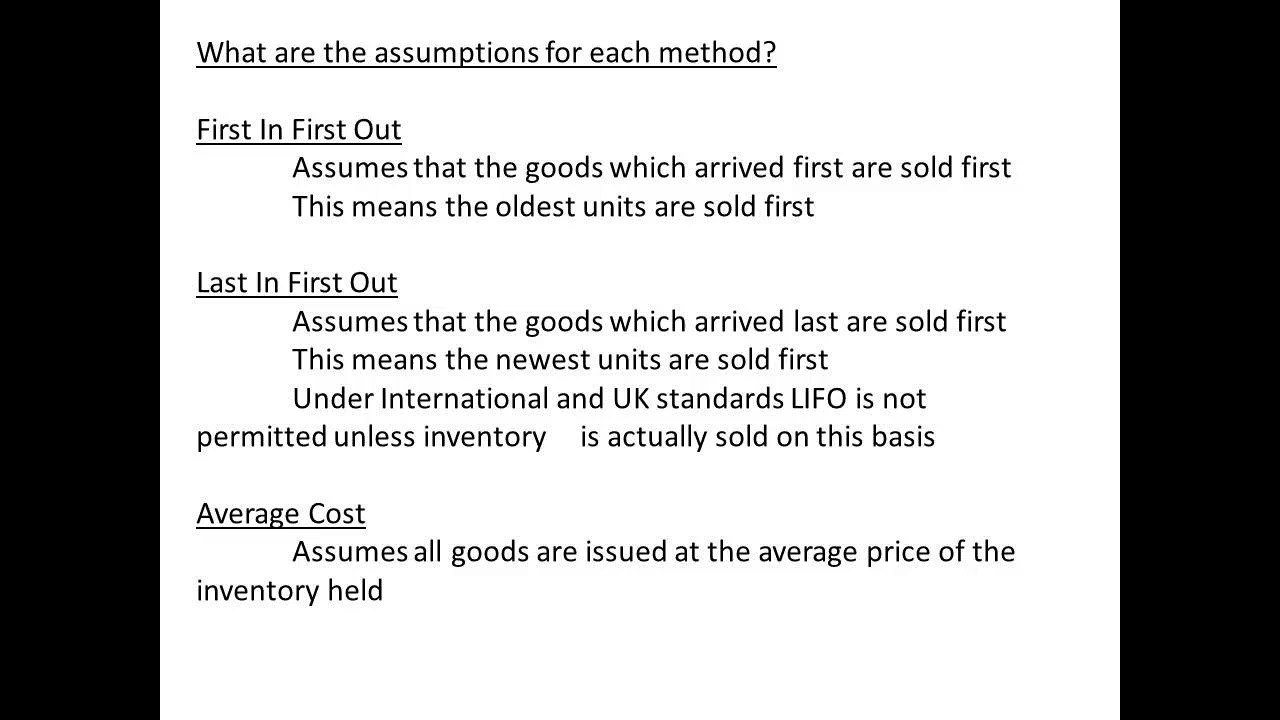 What are the assumptions for each method?
First In First Out
Assumes that the goods which arrived first are sold first
This means the oldest units are sold first
Last In First Out
Assumes that the goods which arrived last are sold first
This means the newest units are sold first
Under International and UK standards LIFO is not
permitted unless inventory is actually sold on this basis
Average Cost
Assumes all goods are issued at the average price of the
inventory held